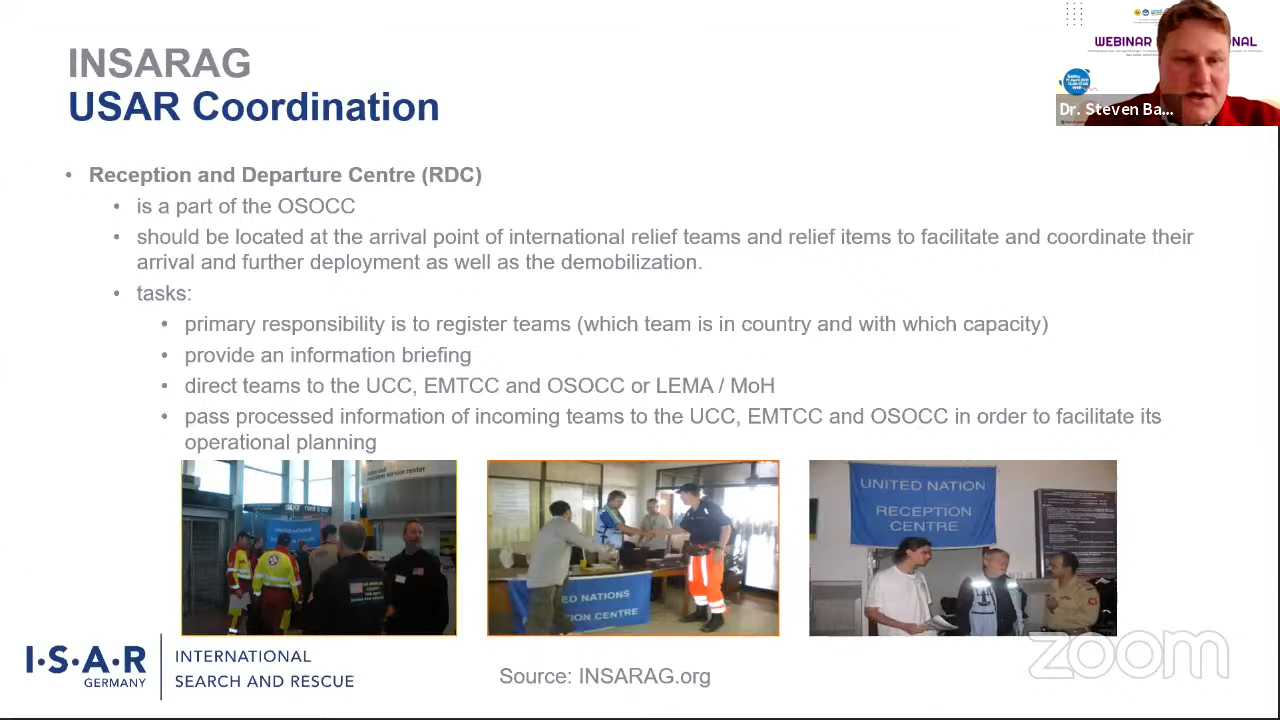 INSARAG
USAR Coordination
WEBINAR
NAL
Dr. Steven Ba...
• Reception and Departure Centre (RDC)
• is a part of the OSOCC
• should be located at the arrival point of international relief teams and relief items to facilitate and coordinate their
arrival and further deployment as well as the demobilization.
• tasks:
• primary responsibility is to register teams (which team is in country and with which capacity)
• provide an information briefing
• direct teams to the UCC, EMTCC and OSOCC or LEMA / MoH
• pass processed information of incoming teams to the UCC, EMTCC and OSOCC in order to facilitate its
operational planning
UNITED NATIONS
NITED NATIONS
TION CENTRE
UNITED NATION
RECEPTION
CENTRE
I·S·A·R
GERMANY
INTERNATIONAL
SEARCH AND RESCUE
Source: INSARAG.org
zoom